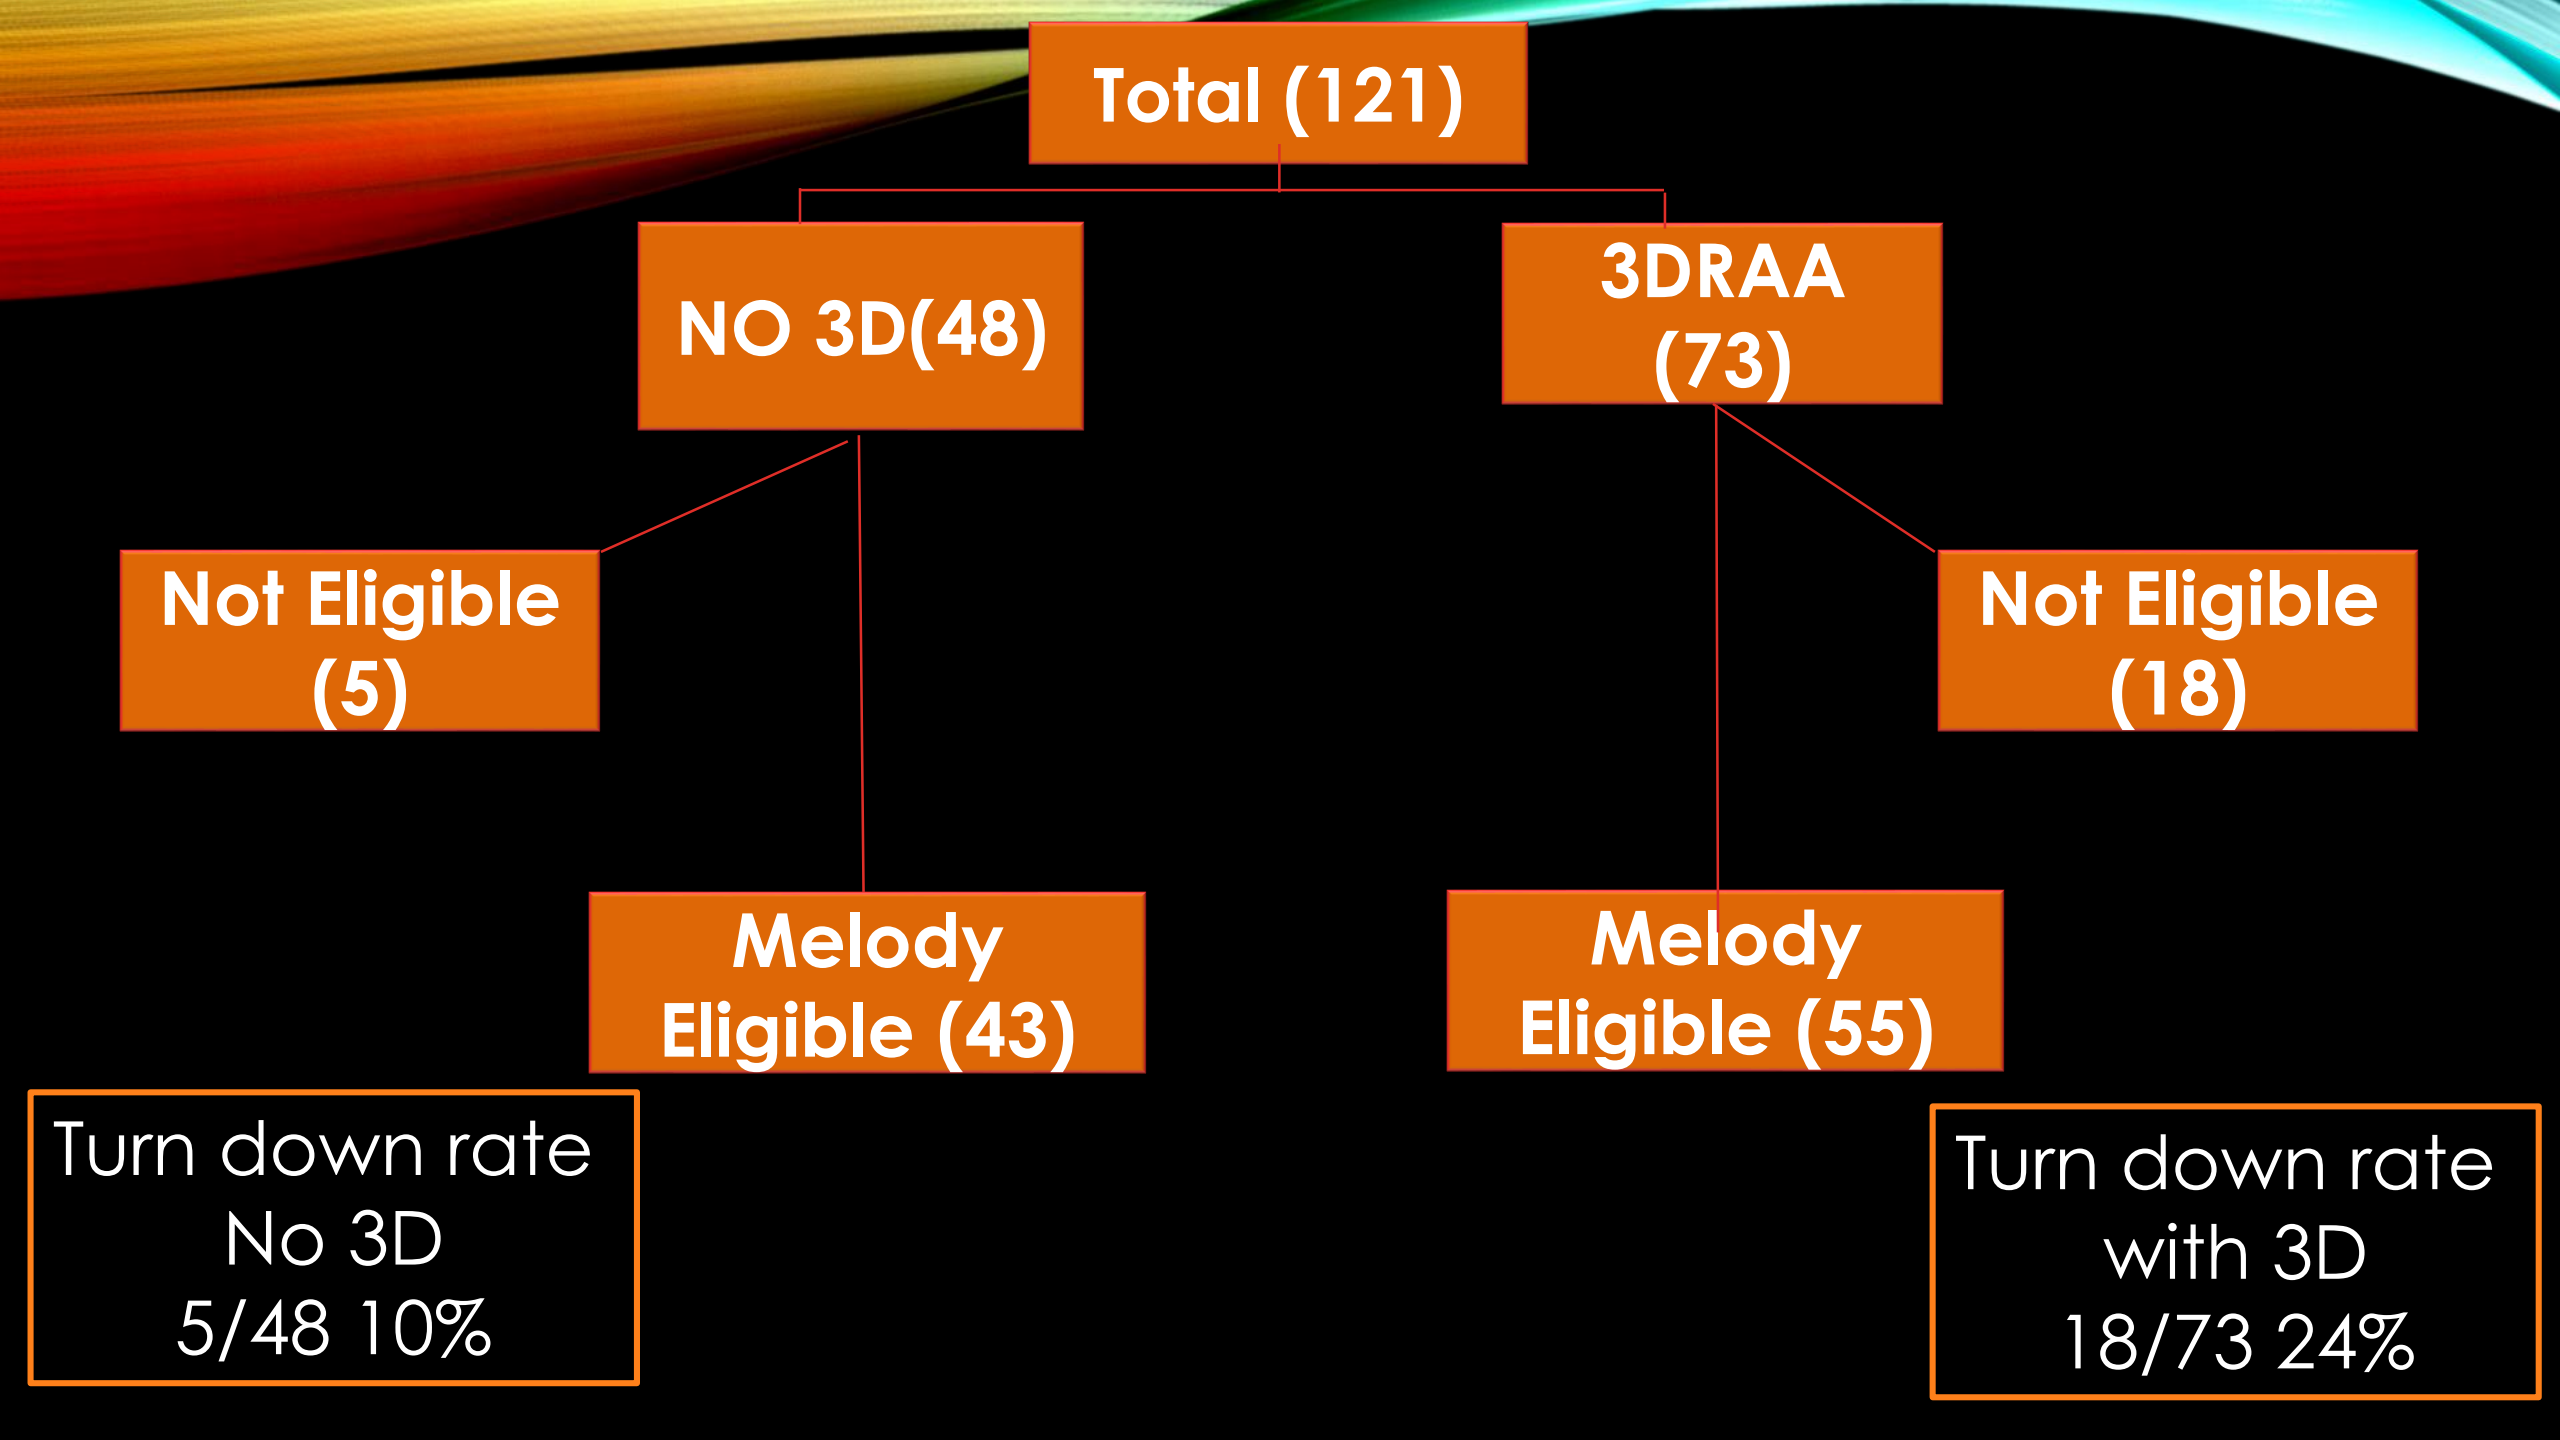 Total (121)
NO 3D(48)
3DRAA
(73)
Not Eligible
(5)
Not Eligible
(18)
Melody
Eligible (43)
Melody
Eligible (55)
Turn down rate
No 3D
5/48 10%
Turn down rate
with 3D
18/73 24%